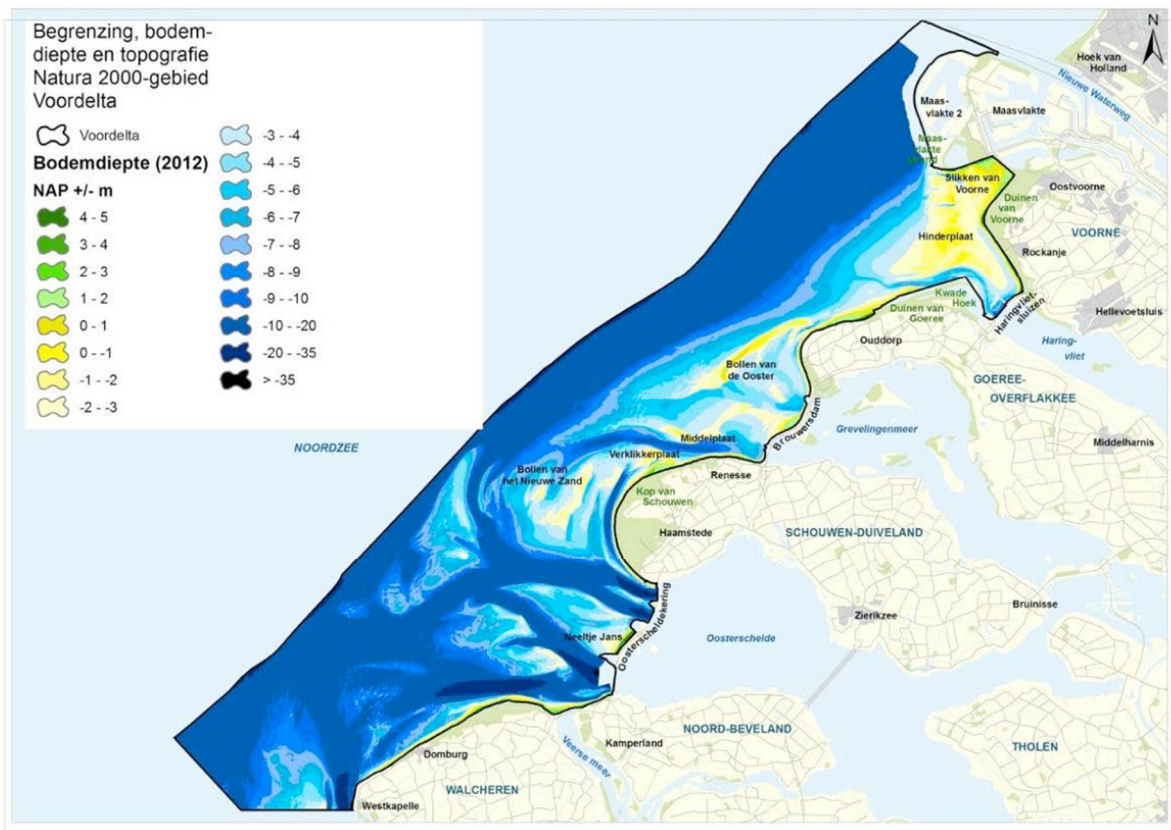 Begrenzing, bodem-
diepte en topografie
Natura 2000-gebied
Voordelta
Voordelta
Bodemdiepte (2012)
NAP +/- m
4 - 5
3 - 4
2 - 3
1 - 2
0 - 1
0 - -1
-1 - -2
-2 - -3
-3 - -4
-4 - -5
-5 - -6
-6 - -7
-7 - -8
-8 - -9
-9 - -10
-10 - -20
-20 - -35
> -35
N
Hoek van
Holland
Nieuwe Waterweg
Maas-
vlakte 2
Maasvlakte
Maas-
vlakte
Slikken van
Voorne
Oostvoorne
Duinen
van
Voorne
VOORNE
Hinderplaat
Rockanje
Kwade
Hoek
Haringvliet-
sluizen
Hellevoetsluis
Duinen van
Goeree
Ouddorp
Haring-
vliet
Bollen van
de Ooster
GOEREE-
OVERFLAKKEE
Brouwersdam
Grevelingenmeer
Middelharnis
NOORDZEE
Middelplaat
Verklikkerplaat
Renesse
Bollen van
het Nieuwe Zand
Kop van
Schouwen
Haamstede
SCHOUWEN-DUIVELAND
Bruinisse
Zierikzee
Neeltje Jans
Oosterscheldekering
Oosterschelde
NOORD-BEVELAND
Kamperland
THOLEN
Veerse meer
Domburg
WALCHEREN
Westkapelle